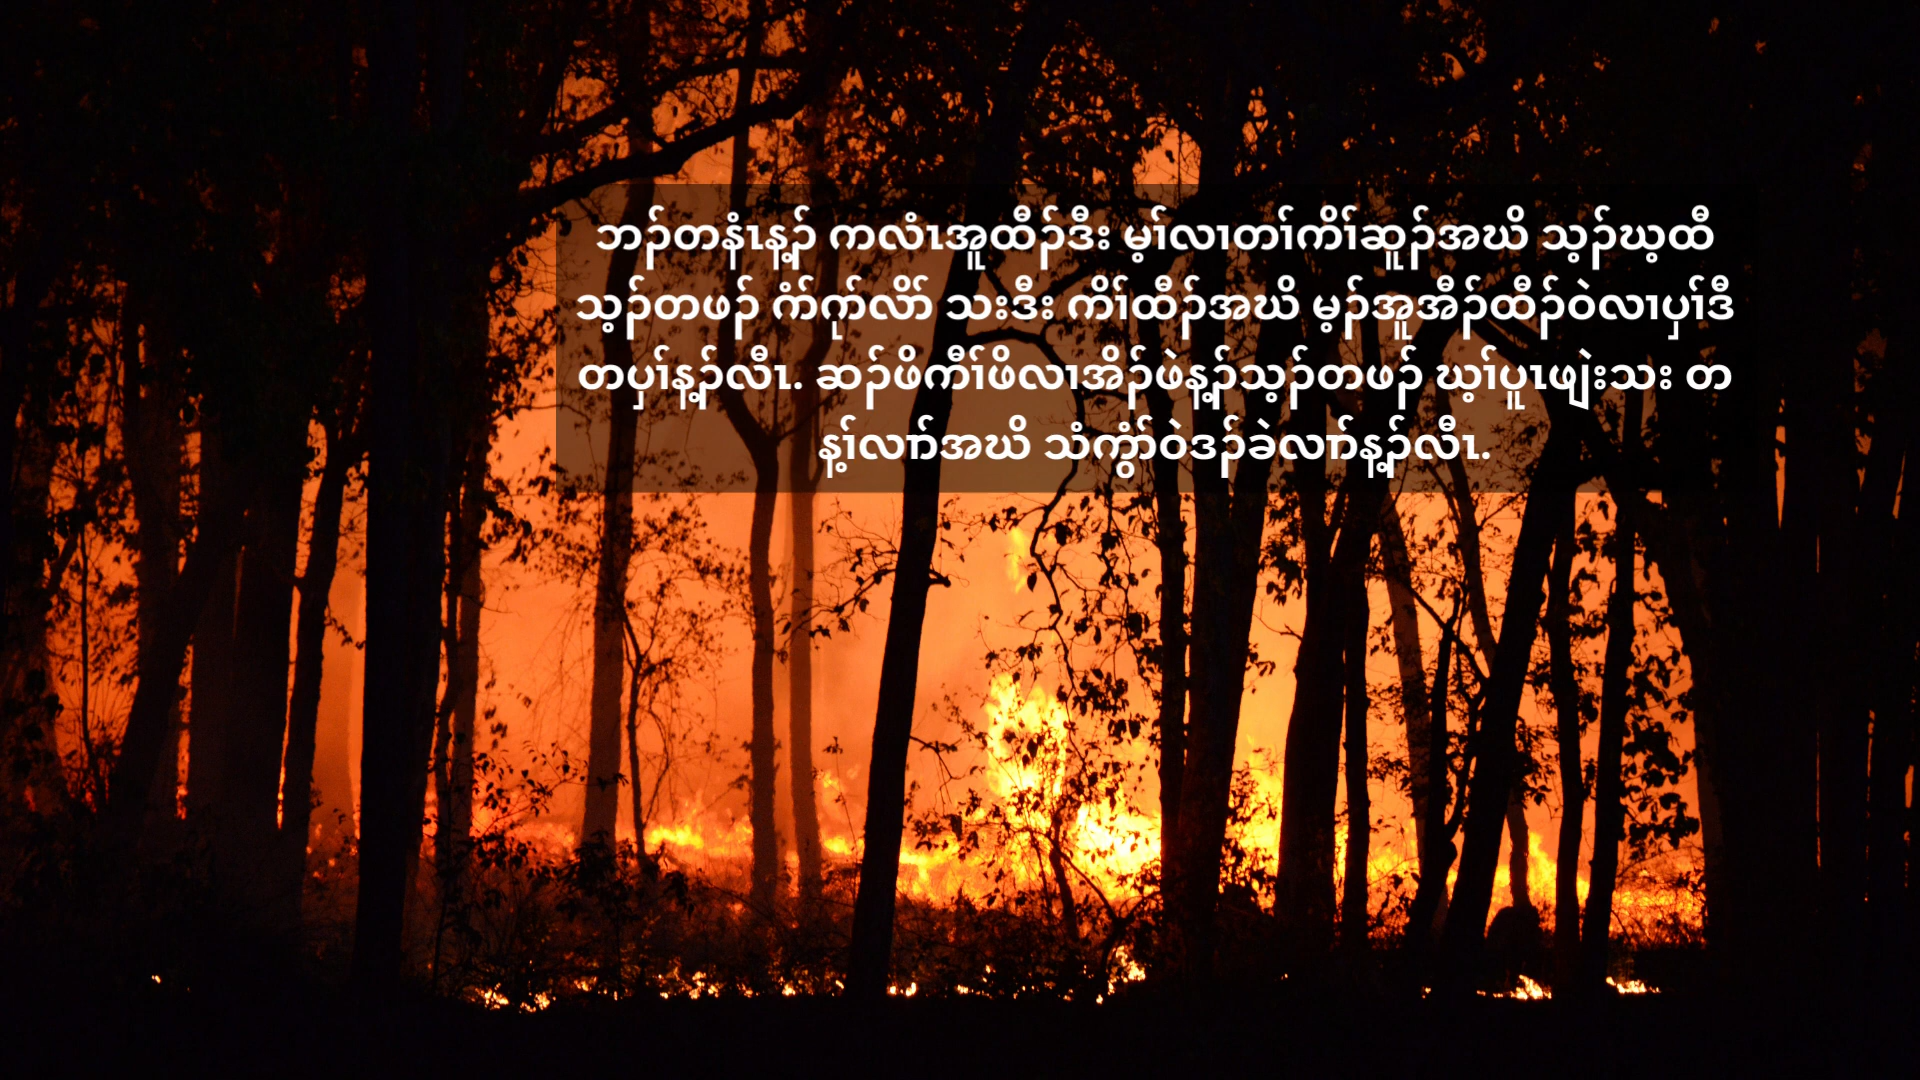 ဘၣ်တနံၤန့ၣ် ကလံၤအူထီၣ်ဒီး မ့ၢ်လၢတၢ်ကိၢ်ဆူၣ်အဃိ သ့ၣ်ဃ့ထီ
သ့ၣ်တဖၣ် ကံာ်ကုာ်လိာ် သးဒီး ကိၢ်ထီၣ်အဃိ မ့ၣ်အူအီၣ်ထီၣ်ဝဲလၢပှၢ်ဒီ
တပှၢ်န့ၣ်လီၤ. ဆၣ်ဖိကီၢ်ဖိလၢအိၣ်ဖဲန့ၣ်သ့ၣ်တဖၣ် ဃ့ၢ်ပူၤဖျဲးသး တ
န့ၢ်လၢာ်အဃိ သံကွံာ်ဝဲဒၣ်ခဲလၢာ်န့ၣ်လီၤ.